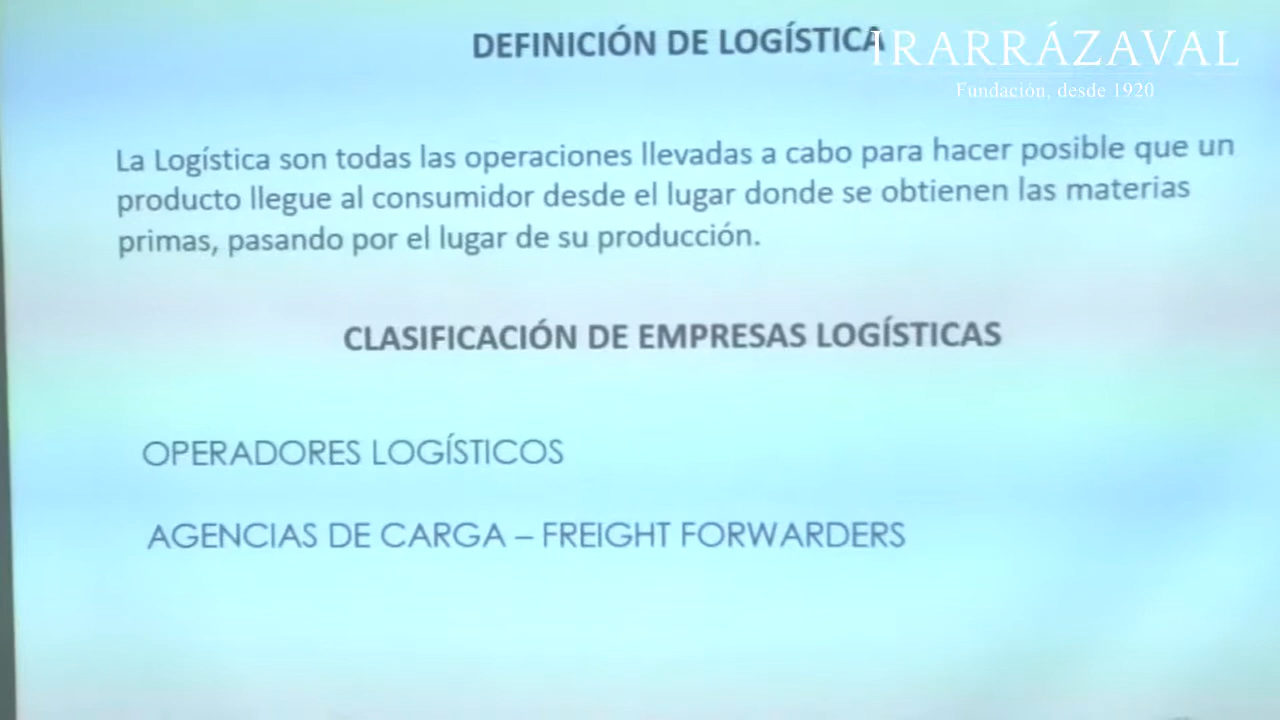 DEFINICIÓN DE LOGÍSTICA
IRARRÁZAVAL
Fundación, desde 1920
La Logística son todas las operaciones llevadas a cabo para hacer posible que un
producto llegue al consumidor desde el lugar donde se obtienen las materias
primas, pasando por el lugar de su producción.
CLASIFICACIÓN DE EMPRESAS LOGÍSTICAS
OPERADORES LOGÍSTICOS
AGENCIAS DE CARGA – FREIGHT FORWARDERS